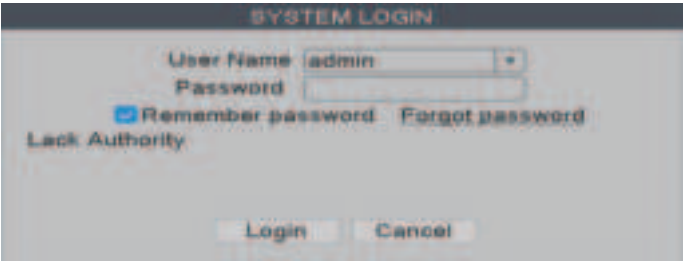 SYSTEM LOGIN
User Name admin
Password
Remember password Forgot password
Lack Authority
Login Cancel